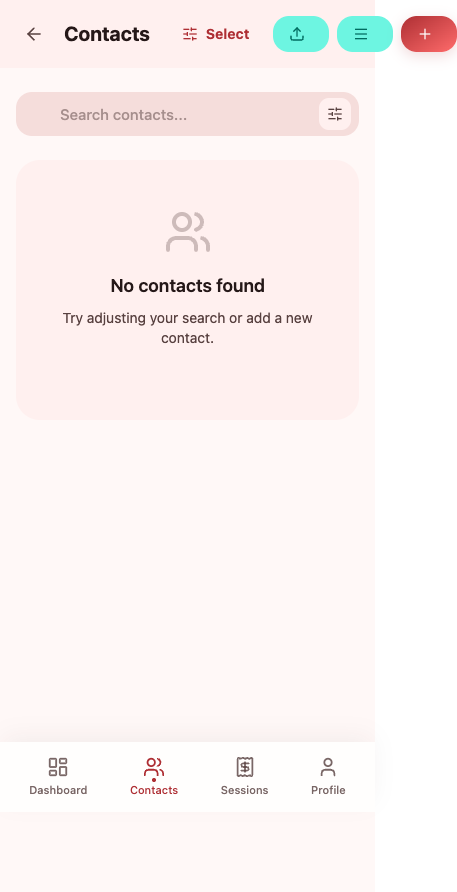 Contacts
Select
Search contacts...
No contacts found
Try adjusting your search or add a new
contact.
Dashboard
Contacts
Sessions
Profile